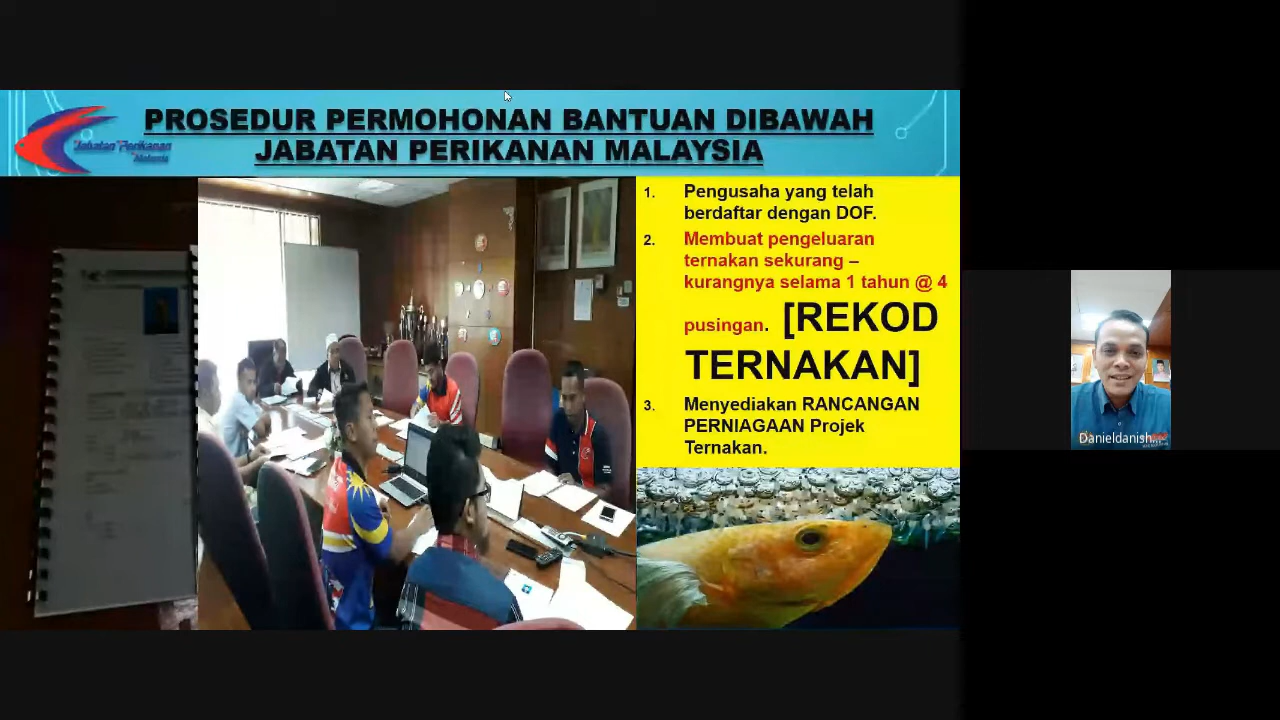 PROSEDUR PERMOHONAN BANTUAN DIBAWAH
JABATAN PERIKANAN MALAYSIA
Jabatan Perikanan
Malaysia
1. Pengusaha yang telah
berdaftar dengan DOF.
2. Membuat pengeluaran
ternakan sekurang –
kurangnya selama 1 tahun @ 4
pusingan. [REKOD
TERNAKAN]
3. Menyediakan RANCANGAN
PERNIAGAAN Projek
Ternakan.
Danieldanish...